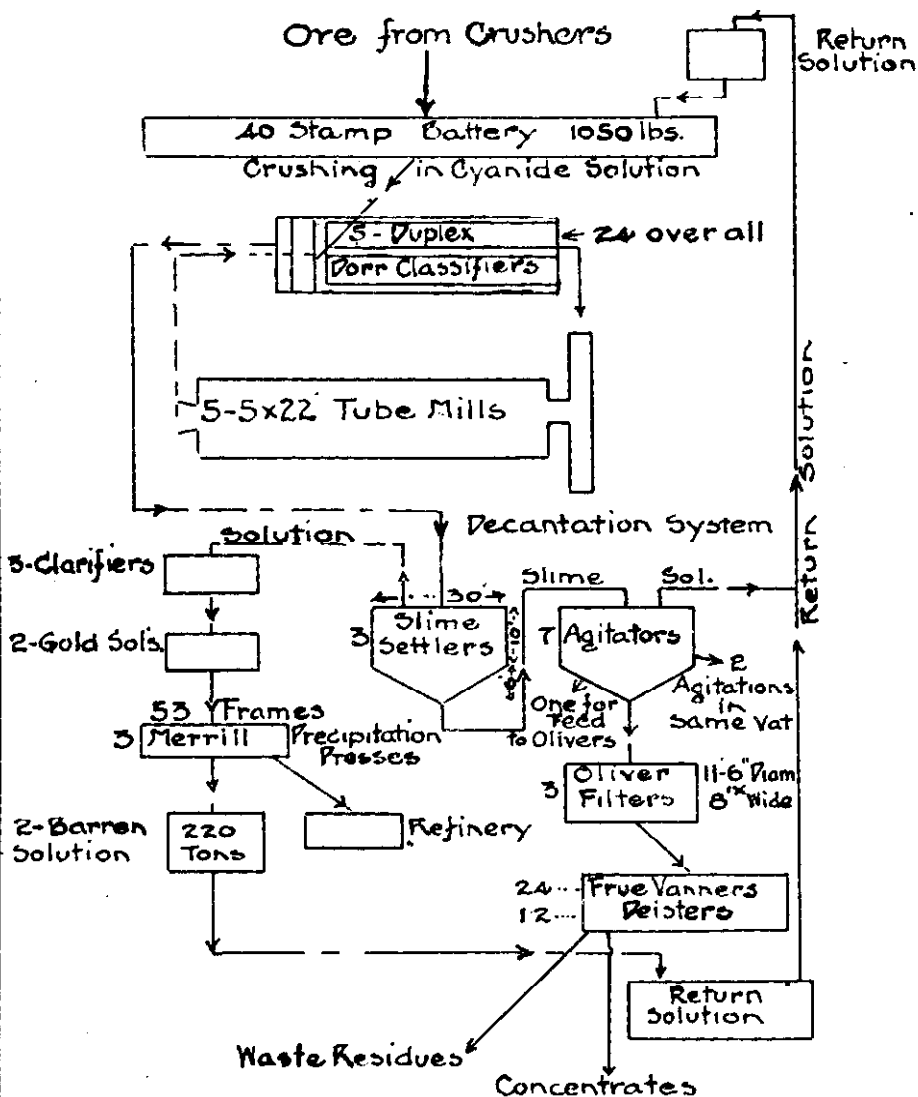 Ore from Crushers
Return
Solution
40 Stamp Battery 1050 lbs.
Crushing in Cyanide Solution
5-Duplex
24 over all
Dorr Classifiers
5-5x22' Tube Mills
Return Solution
Decantation System
Solution
3-Clarifiers
Slime
Sol.
30'
3 Slime
Settlers
7 Agitators
2
Agitations
in
Same Vat
One for
Feed
to Olivers
2-Gold Sol's.
53 Frames
3 Merrill
Precipitation
Presses
3 Oliver
Filters
11'-6" Diam
8' x Wide
2-Barren
Solution
220
Tons
Refinery
24.... Frue Vanners
12.... Deisters
Return
Solution
Waste Residues
Concentrates